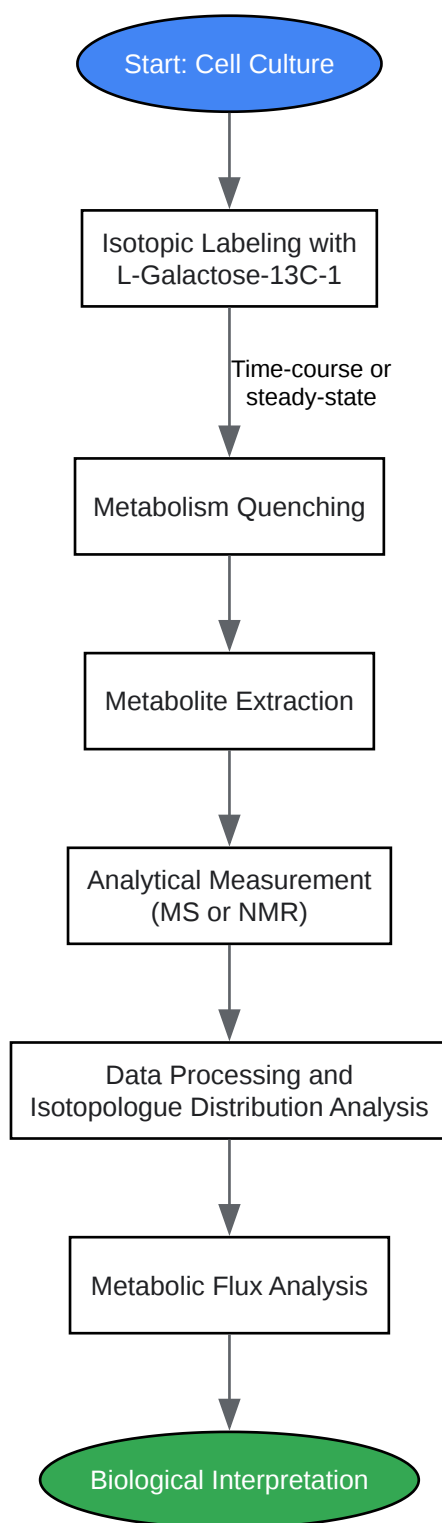 Start: Cell Culture
Isotopic Labeling with
L-Galactose-13C-1
Time-course or
steady-state
Metabolism Quenching
Metabolite Extraction
Analytical Measurement
(MS or NMR)
Data Processing and
Isotopologue Distribution Analysis
Metabolic Flux Analysis
Biological Interpretation